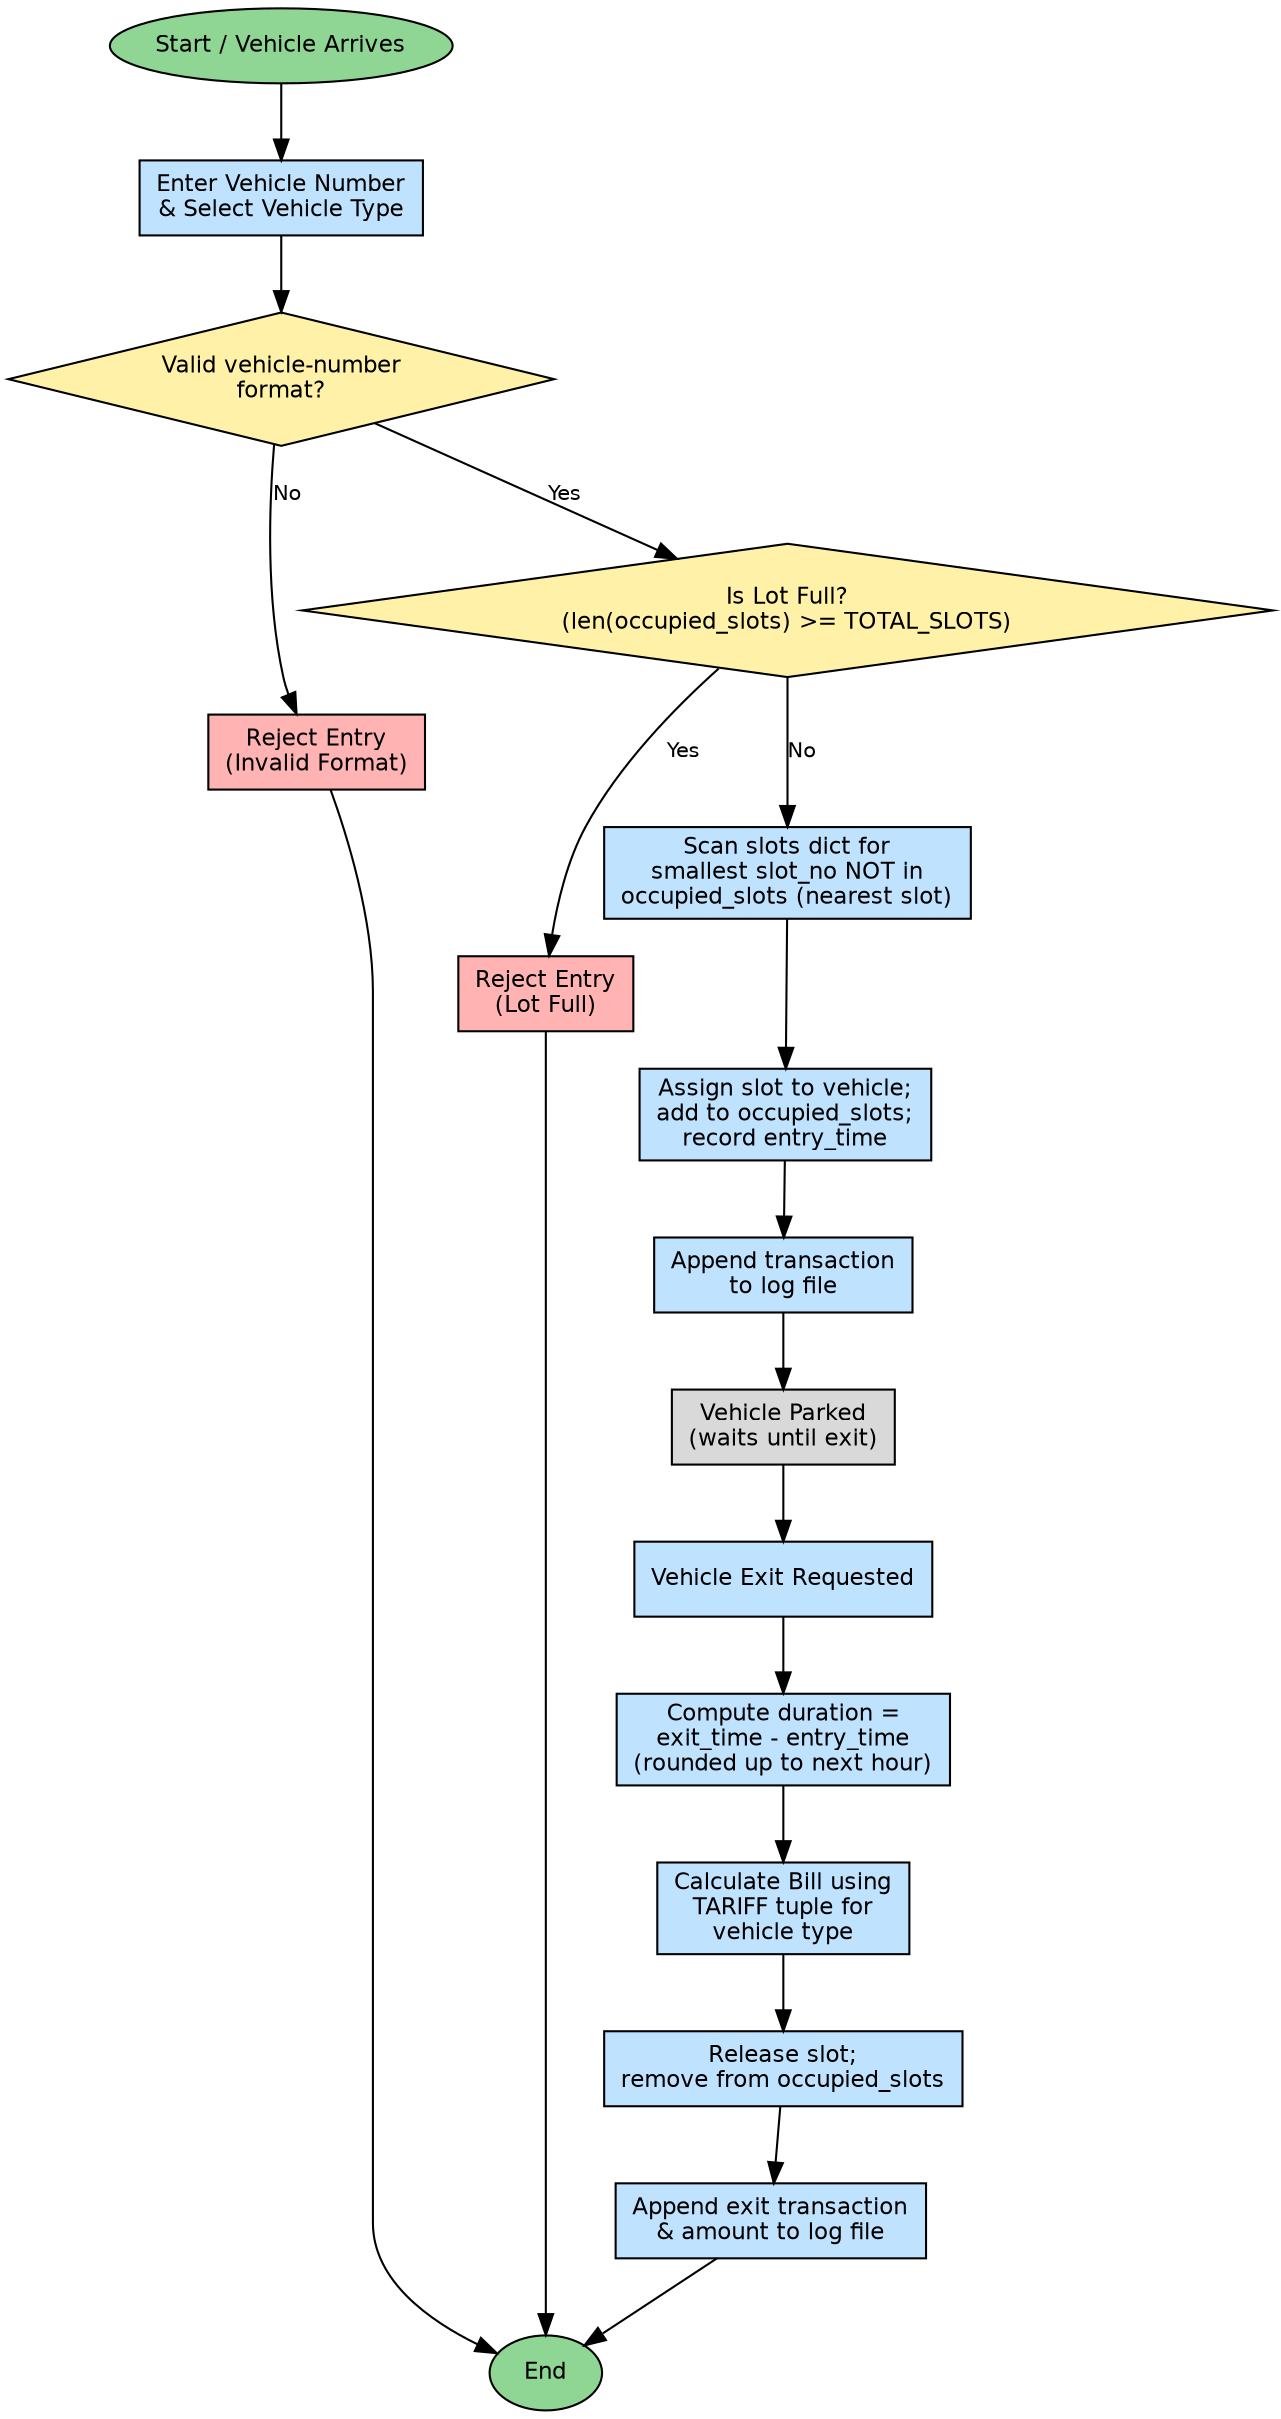 Start / Vehicle Arrives
Enter Vehicle Number
& Select Vehicle Type
Valid vehicle-number
format?
No
Yes
Is Lot Full?
(len(occupied_slots) >= TOTAL_SLOTS)
Reject Entry
(Invalid Format)
Yes
No
Scan slots dict for
smallest slot_no NOT in
occupied_slots (nearest slot)
Reject Entry
(Lot Full)
Assign slot to vehicle;
add to occupied_slots;
record entry_time
Append transaction
to log file
Vehicle Parked
(waits until exit)
Vehicle Exit Requested
Compute duration =
exit_time - entry_time
(rounded up to next hour)
Calculate Bill using
TARIFF tuple for
vehicle type
Release slot;
remove from occupied_slots
Append exit transaction
& amount to log file
End